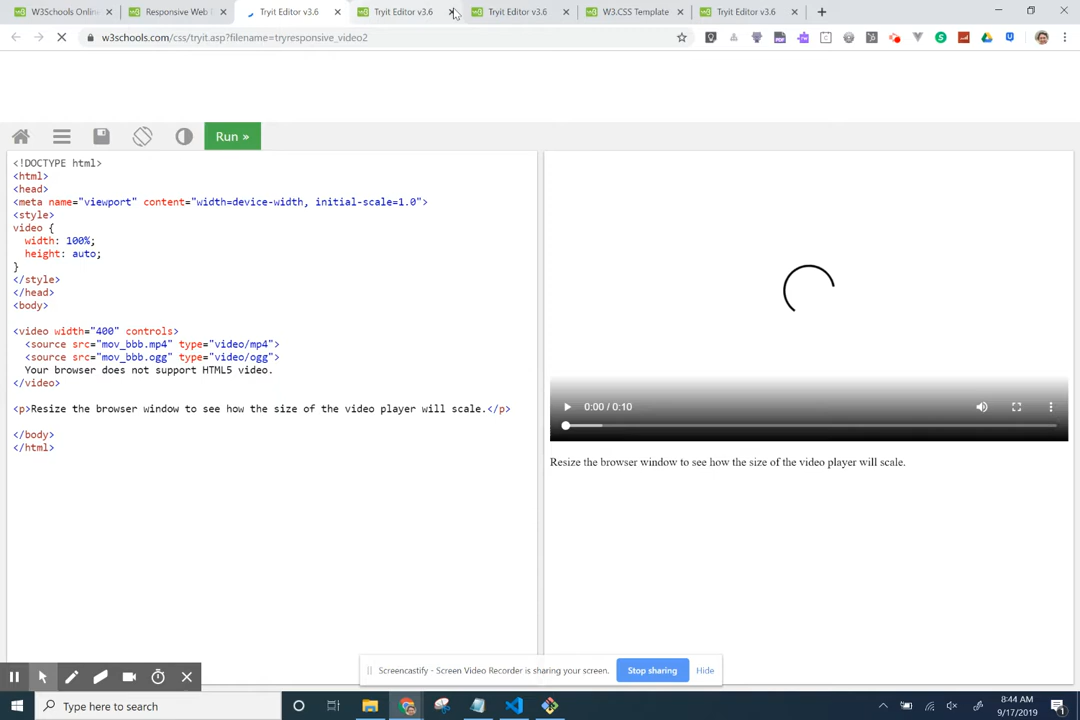 W3Schools Onlin
Responsive Web
Tryit Editor v3.6
Tryit Editor v3.6
Tryit Editor v3.6
W3.CSS Template
Tryit Editor v3.6
w3schools.com/css/tryit.asp?filename=tryresponsive_video2
Run »
<!DOCTYPE html>
<html>
<head>
<meta name="viewport" content="width=device-width, initial-scale=1.0">
<style>
video {
  width: 100%;
  height: auto;
}
</style>
</head>
<body>
<video width="400" controls>
  <source src="mov_bbb.mp4" type="video/mp4">
  <source src="mov_bbb.ogg" type="video/ogg">
  Your browser does not support HTML5 video.
</video>
<p>Resize the browser window to see how the size of the video player will scale.</p>
</body>
</html>
0:00 / 0:10
Resize the browser window to see how the size of the video player will scale.
Screencastify - Screen Video Recorder is sharing your screen.
Stop sharing
Hide
Type here to search
8:44 AM
9/17/2019